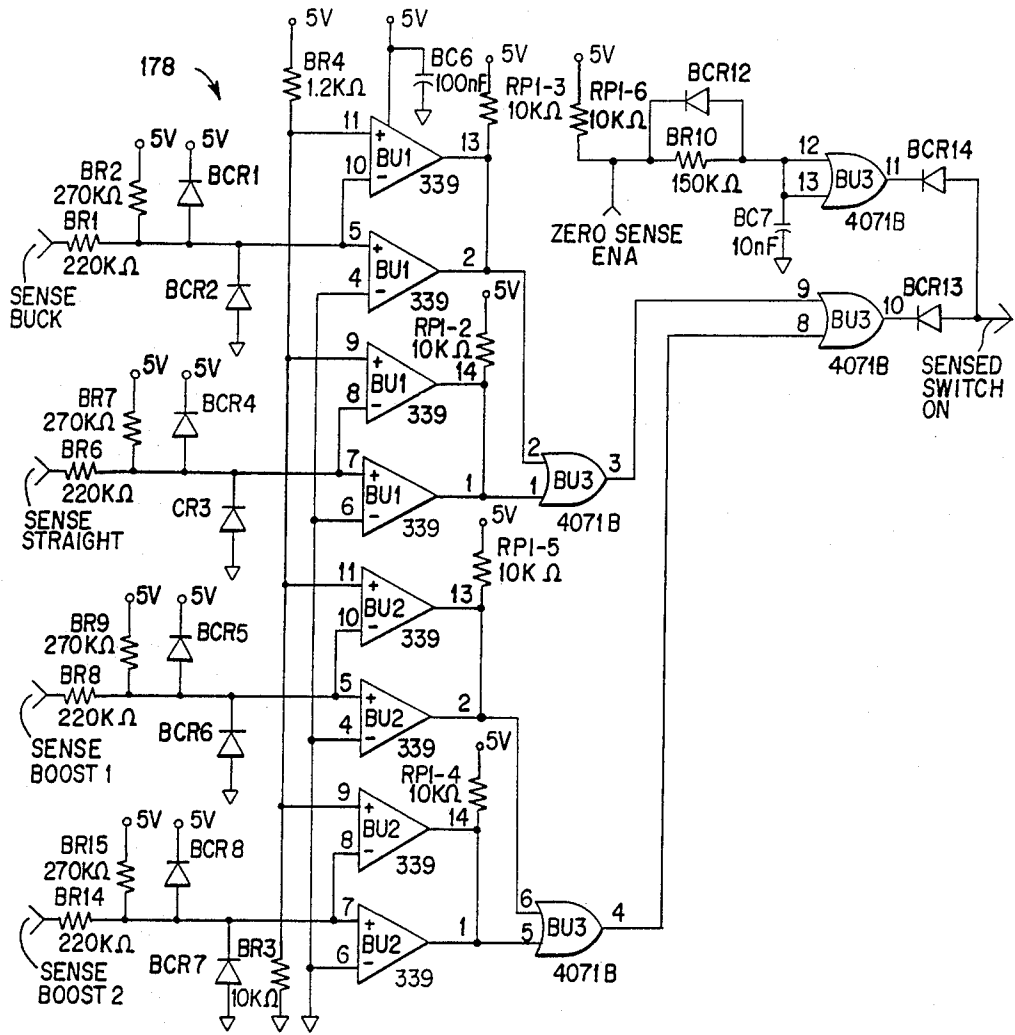 178
5V
BR4
1.2KΩ
5V
BC6
100nF
5V
RP1-3
10KΩ
5V
RP1-6
10KΩ
BCR12
BR10
150KΩ
BC7
10nF
ZERO SENSE
ENA
12
13
BU3
11
4071B
BCR14
5V
BR2
270KΩ
BR1
220KΩ
5V
BCR1
BCR2
SENSE
BUCK
11
+
10
−
BU1
13
339
5
+
4
−
BU1
2
339
5V
RP1-2
10KΩ
9
8
BU3
10
4071B
BCR13
SENSED
SWITCH
ON
5V
BR7
270KΩ
BR6
220KΩ
5V
BCR4
CR3
SENSE
STRAIGHT
9
+
8
−
BU1
14
339
7
+
6
−
BU1
1
339
2
1
BU3
3
4071B
5V
RP1-5
10KΩ
5V
BR9
270KΩ
BR8
220KΩ
5V
BCR5
BCR6
SENSE
BOOST 1
11
+
10
−
BU2
13
339
5
+
4
−
BU2
2
339
5V
RP1-4
10KΩ
5V
BR15
270KΩ
BR14
220KΩ
5V
BCR8
BCR7
SENSE
BOOST 2
BR3
10KΩ
9
+
8
−
BU2
14
339
7
+
6
−
BU2
1
339
6
5
BU3
4
4071B